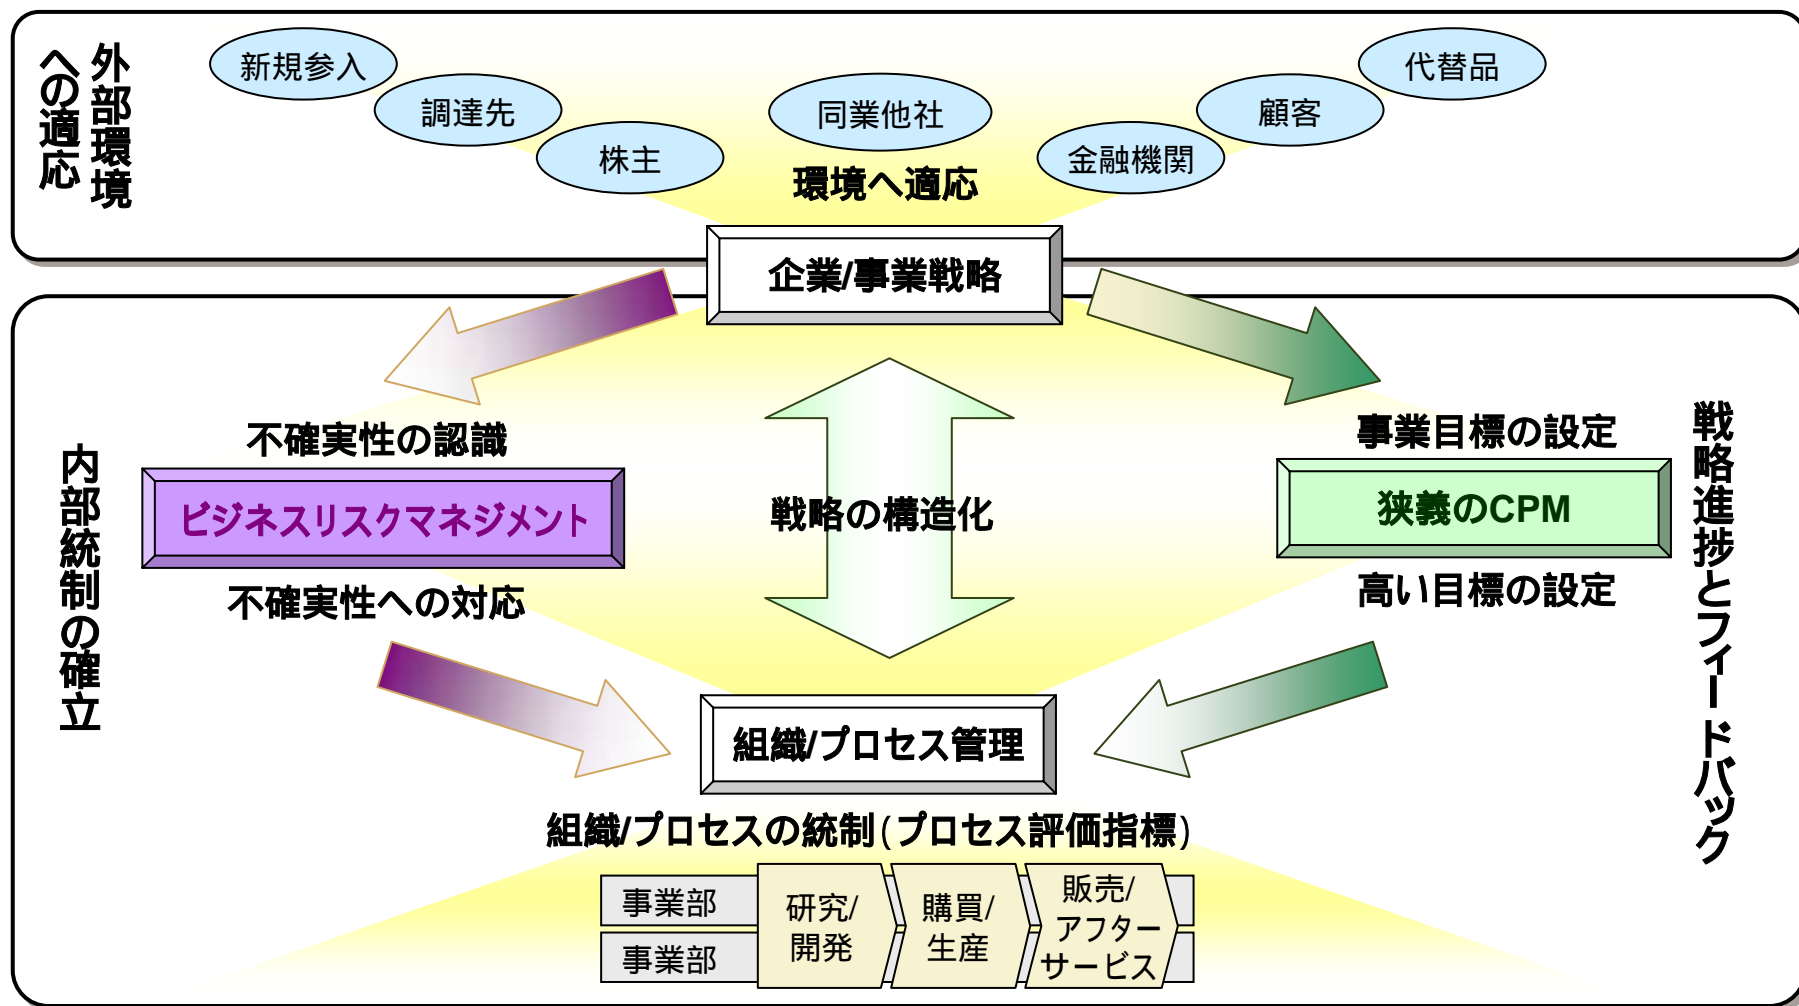 外部環境
への適応
新規参入
調達先
株主
同業他社
金融機関
顧客
代替品
環境へ適応
企業/事業戦略
内部統制の確立
不確実性の認識
ビジネスリスクマネジメント
不確実性への対応
戦略の構造化
事業目標の設定
狭義のCPM
高い目標の設定
戦略進捗とフィードバック
組織/プロセス管理
組織/プロセスの統制(プロセス評価指標)
事業部
事業部
研究/
開発
購買/
生産
販売/
アフター
サービス